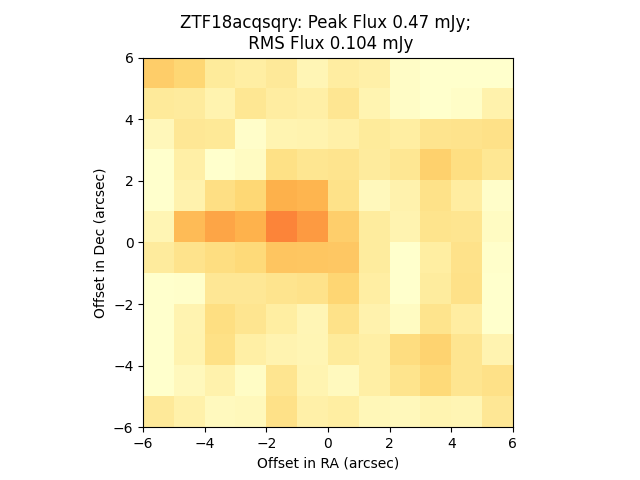 ZTF18acqsqry: Peak Flux 0.47 mJy;
RMS Flux 0.104 mJy
6
4
2
0
−2
−4
−6
Offset in Dec (arcsec)
−6 −4 −2 0 2 4 6
Offset in RA (arcsec)